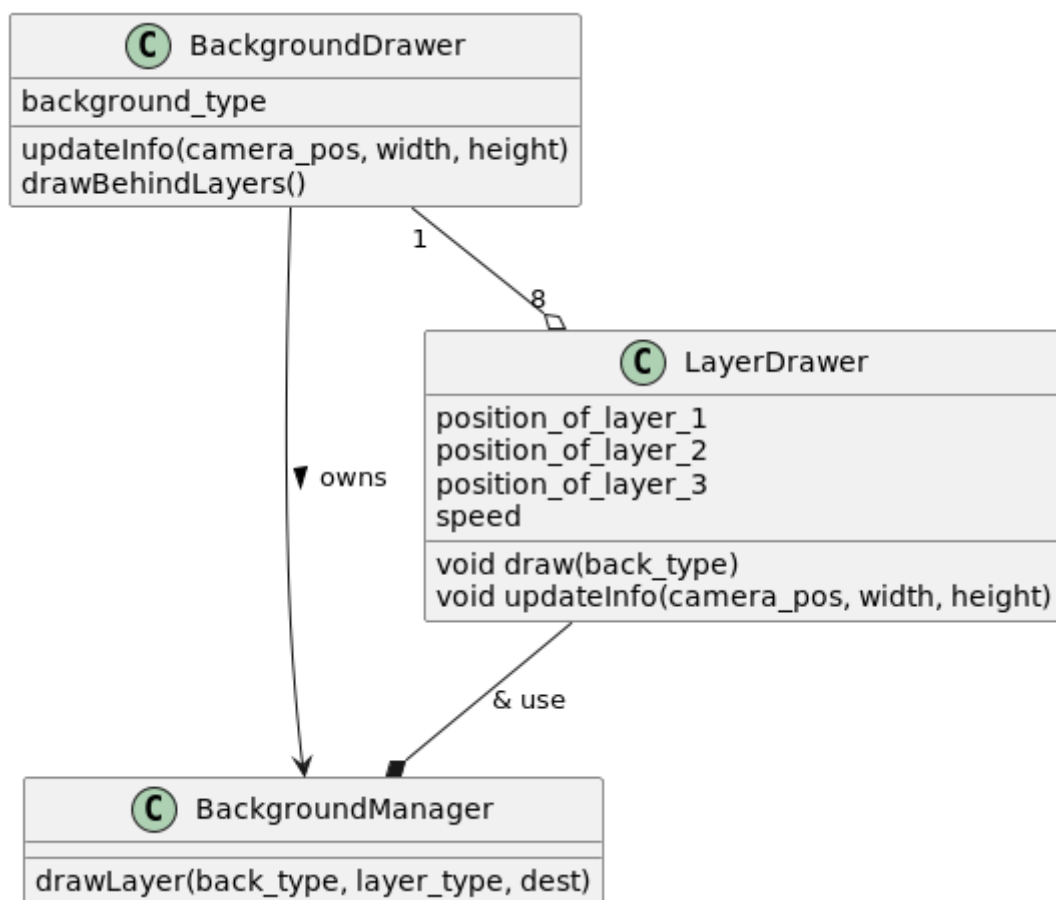 C BackgroundDrawer
background_type
updateInfo(camera_pos, width, height)
drawBehindLayers()
1
8
C LayerDrawer
position_of_layer_1
position_of_layer_2
position_of_layer_3
speed
owns
void draw(back_type)
void updateInfo(camera_pos, width, height)
& use
C BackgroundManager
drawLayer(back_type, layer_type, dest)